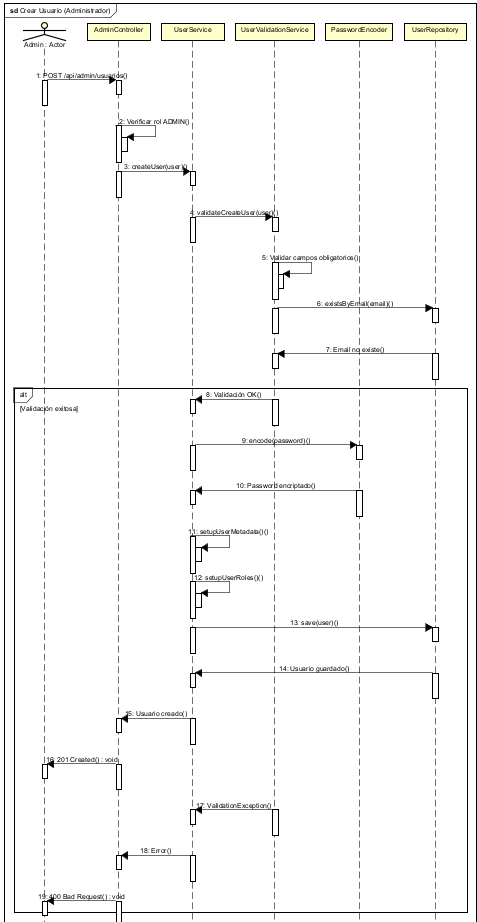 sd Crear Usuario (Administrador)
Admin : Actor
AdminController
UserService
UserValidationService
PasswordEncoder
UserRepository
1: POST /api/admin/usuarios()
2: Verificar rol ADMIN()
3: createUser(user)()
4: validateCreateUser(user)()
5: Validar campos obligatorios()
6: existsByEmail(email)()
7: Email no existe()
alt
[Validación exitosa]
8: Validación OK()
9: encode(password)()
10: Password encriptado()
11: setupUserMetadata()()
12: setupUserRoles()()
13: save(user)()
14: Usuario guardado()
15: Usuario creado()
16: 201 Created() : void
17: ValidationException()
18: Error()
19: 400 Bad Request() : void